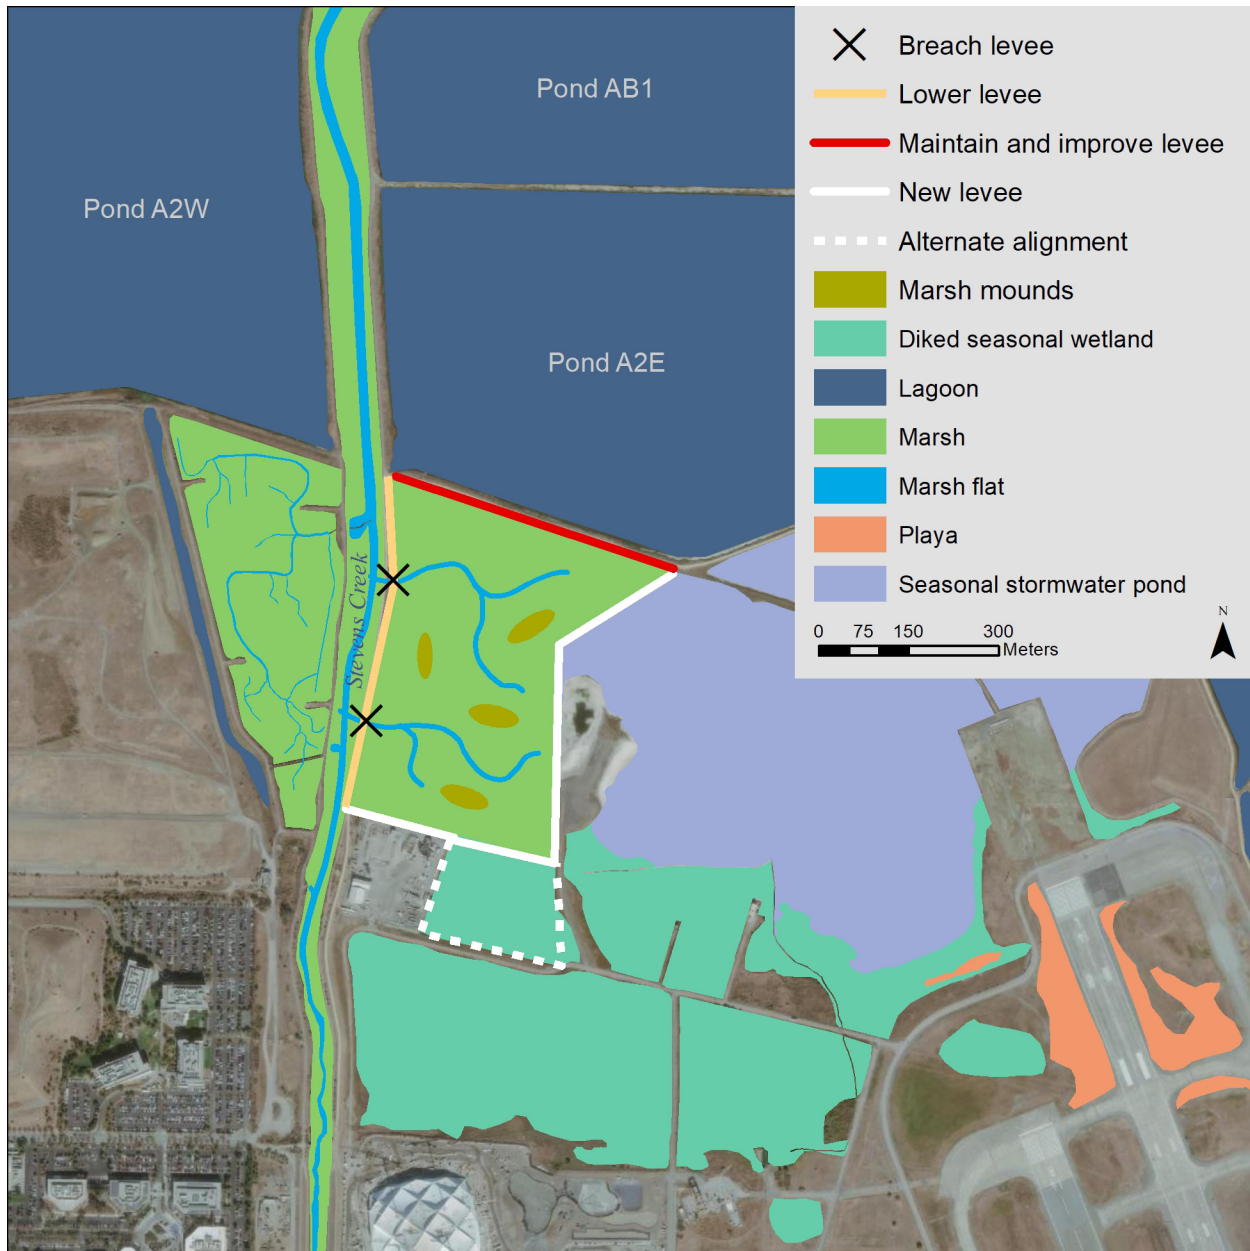 Pond AB1
Pond A2W
Pond A2E
Stevens Creek
Breach levee
Lower levee
Maintain and improve levee
New levee
Alternate alignment
Marsh mounds
Diked seasonal wetland
Lagoon
Marsh
Marsh flat
Playa
Seasonal stormwater pond
N
0 75 150 300
Meters